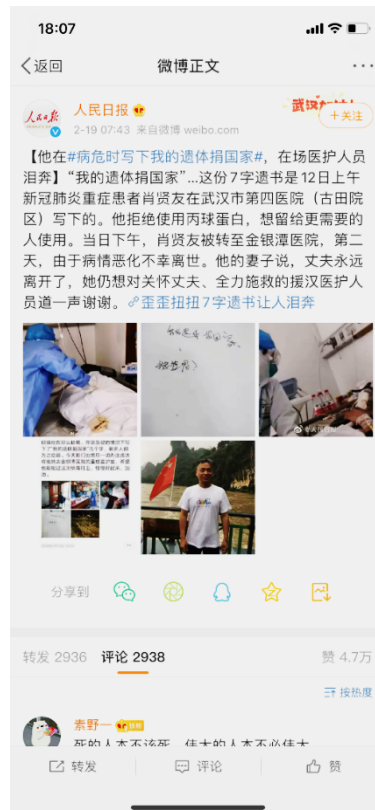 18:07
返回
微博正文
人民日报
2-19 07:43 来自微博 weibo.com
+关注
【他在#病危时写下我的遗体捐国家#，在场医护人员
泪奔】“我的遗体捐国家”...这份7字遗书是12日上午
新冠肺炎重症患者肖贤友在武汉市第四医院（古田院
区）写下的。他拒绝使用丙球蛋白，想留给更需要的
人使用。当日下午，肖贤友被转至金银潭医院，第二
天，由于病情恶化不幸离世。他的妻子说，丈夫永远
离开了，她仍想对关怀丈夫、全力施救的援汉医护人
员道一声谢谢。歪歪扭扭7字遗书让人泪奔
分享到
转发 2936 评论 2938 赞 4.7万
按热度
素野一
死的人本不该死，伟大的人本不必伟大
转发 评论 赞